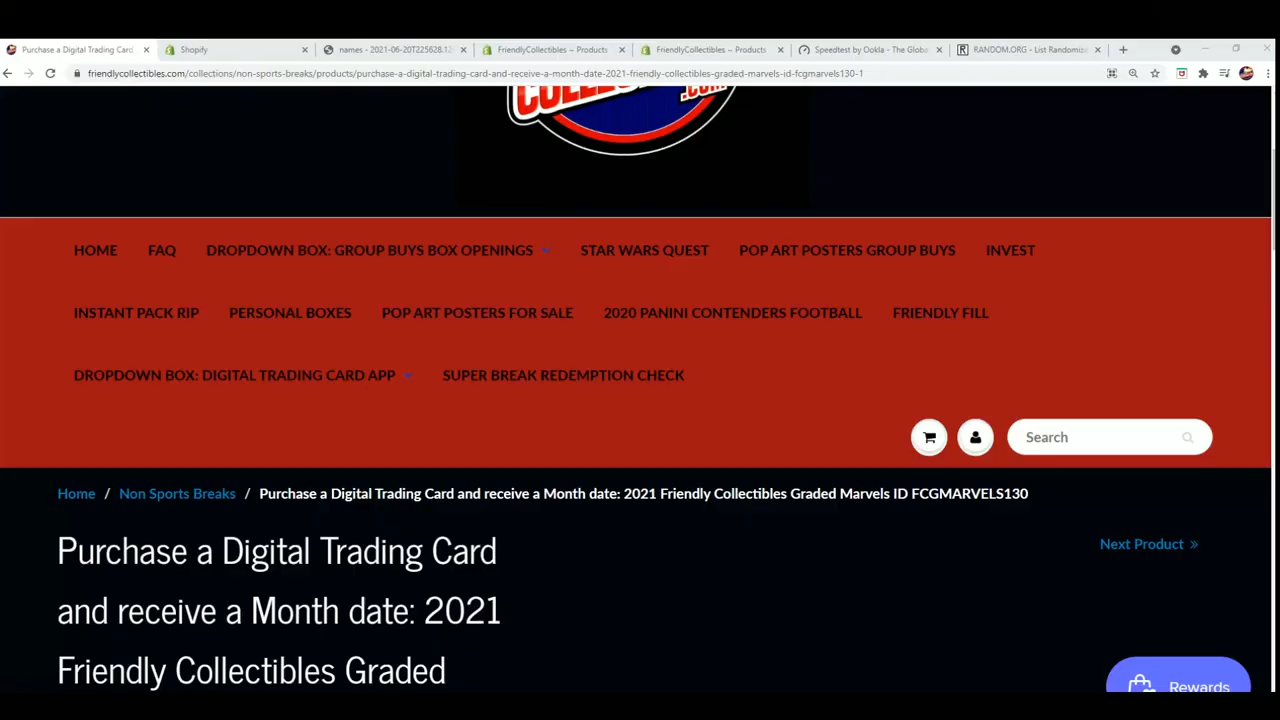 Purchase a Digital Trading Card
Shopify
names - 2021-06-20T225628.12
FriendlyCollectibles ~ Products
FriendlyCollectibles ~ Products
Speedtest by Ookla - The Globa
RANDOM.ORG - List Randomize
friendlycollectibles.com/collections/non-sports-breaks/products/purchase-a-digital-trading-card-and-receive-a-month-date-2021-friendly-collectibles-graded-marvels-id-fcgmarvels130-1
.COM
HOME FAQ DROPDOWN BOX: GROUP BUYS BOX OPENINGS STAR WARS QUEST POP ART POSTERS GROUP BUYS INVEST
INSTANT PACK RIP PERSONAL BOXES POP ART POSTERS FOR SALE 2020 PANINI CONTENDERS FOOTBALL FRIENDLY FILL
DROPDOWN BOX: DIGITAL TRADING CARD APP SUPER BREAK REDEMPTION CHECK
Search
Home / Non Sports Breaks / Purchase a Digital Trading Card and receive a Month date: 2021 Friendly Collectibles Graded Marvels ID FCGMARVELS130
Purchase a Digital Trading Card
and receive a Month date: 2021
Friendly Collectibles Graded
Next Product »
Rewards